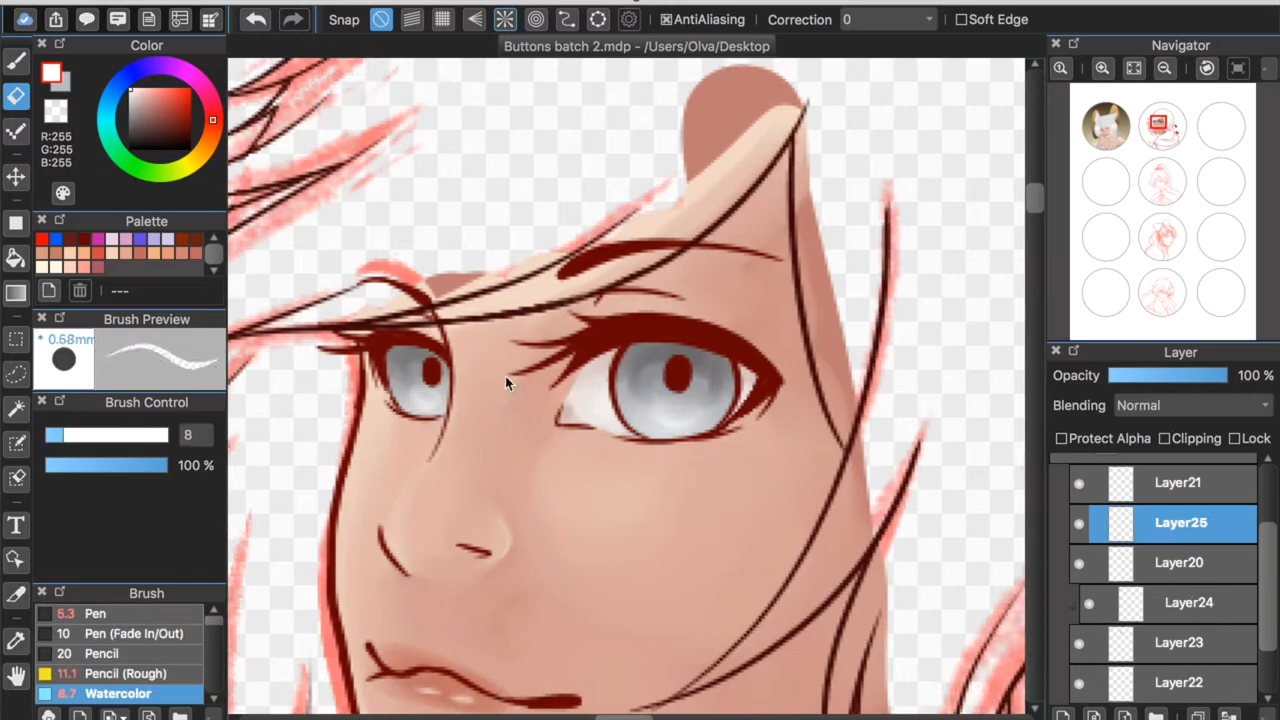 Snap
AntiAliasing
Correction 0
Soft Edge
Buttons batch 2.mdp - /Users/Olva/Desktop
Color
R:255
G:255
B:255
Palette
---
Brush Preview
* 0.68mm
Brush Control
8
100 %
T
Brush
5.3 Pen
10 Pen (Fade In/Out)
20 Pencil
11.1 Pencil (Rough)
8.7 Watercolor
Navigator
Layer
Opacity 100 %
Blending Normal
Protect Alpha Clipping Lock
Layer21
Layer25
Layer20
Layer24
Layer23
Layer22